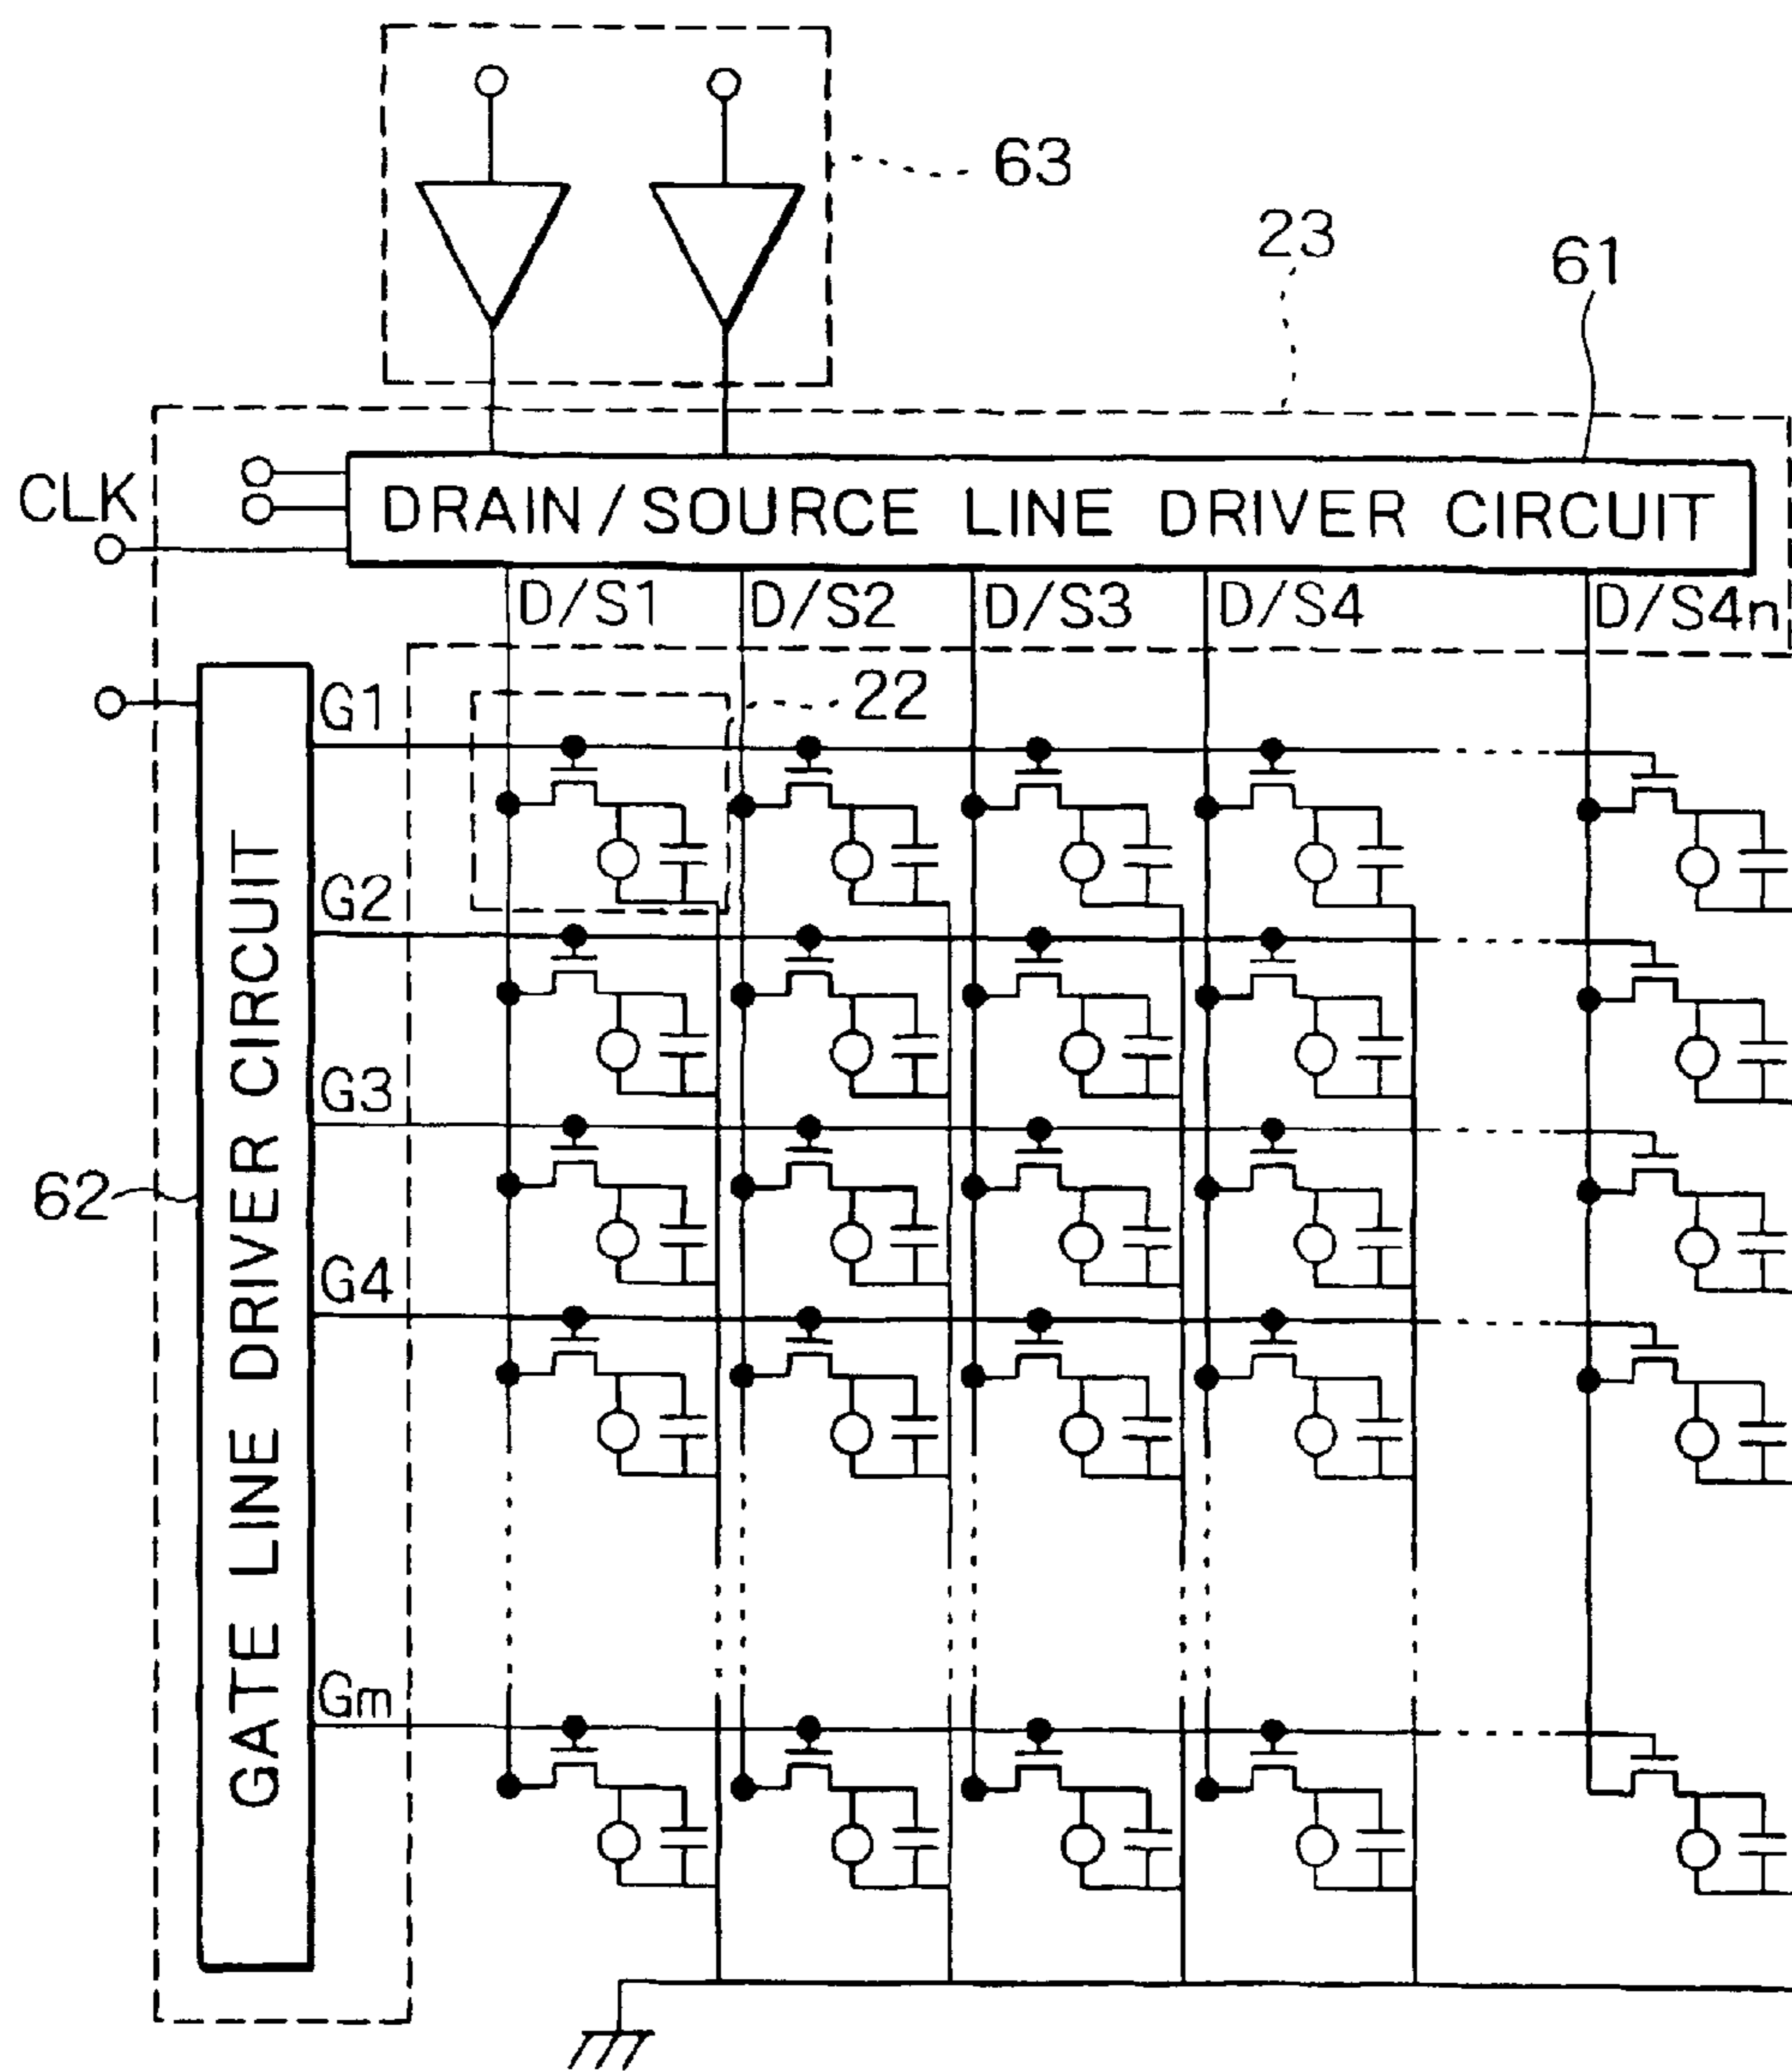 63
23
61
CLK
DRAIN/SOURCE LINE DRIVER CIRCUIT
D/S1 D/S2 D/S3 D/S4 D/S4n
22
G1
G2
G3
62
G4
Gm
GATE LINE DRIVER CIRCUIT